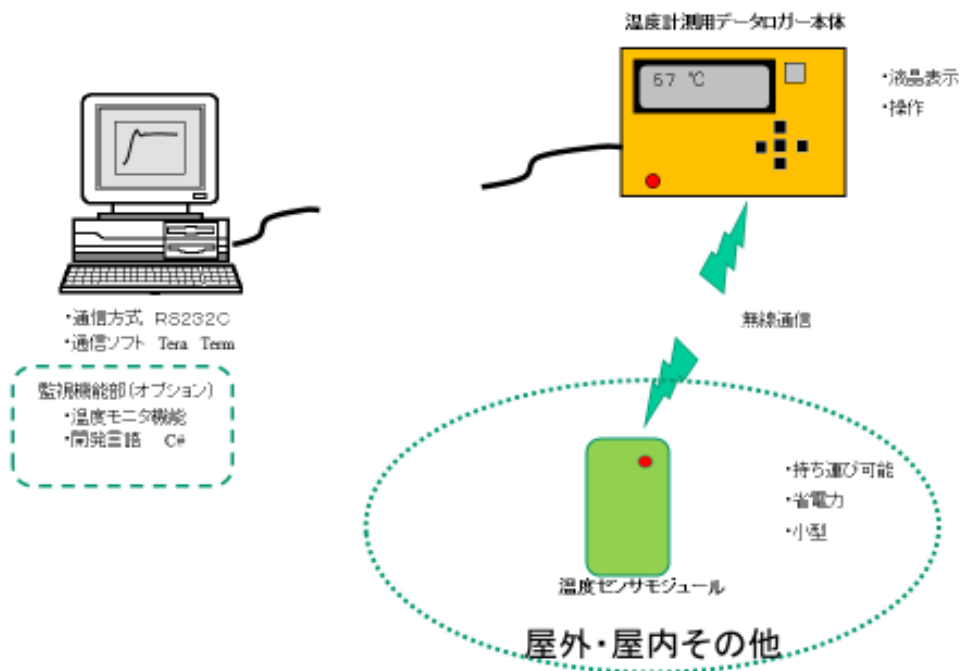 温度計測用データロガー本体
67 ℃
・液晶表示
・操作
・通信方式 RS232C
・通信ソフト Tera Term
無線通信
監視機能部(オプション)
・温度モニタ機能
・開発言語 C#
・持ち運び可能
・省電力
・小型
温度センサモジュール
屋外・屋内その他